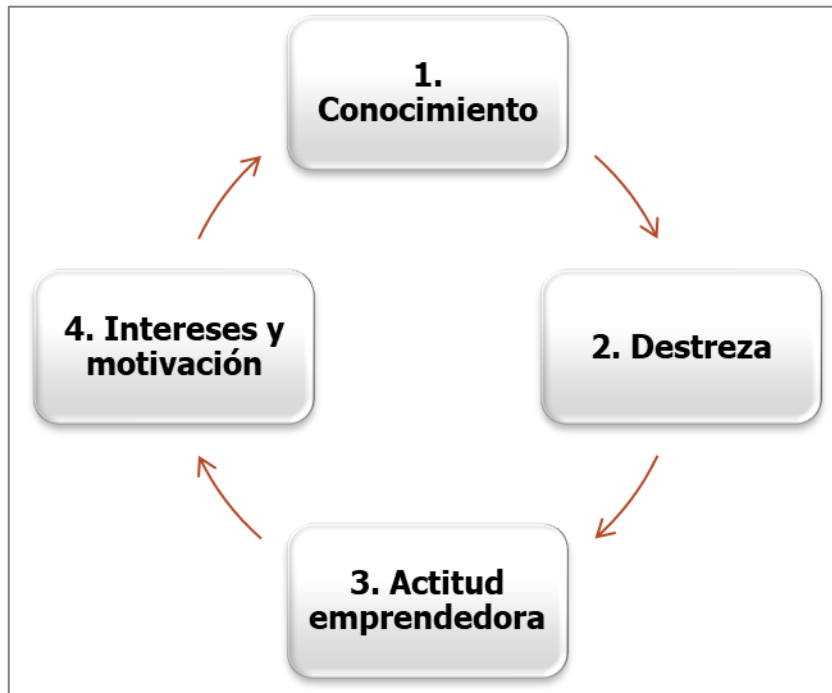 1.
Conocimiento
2. Destreza
3. Actitud
emprendedora
4. Intereses y
motivación